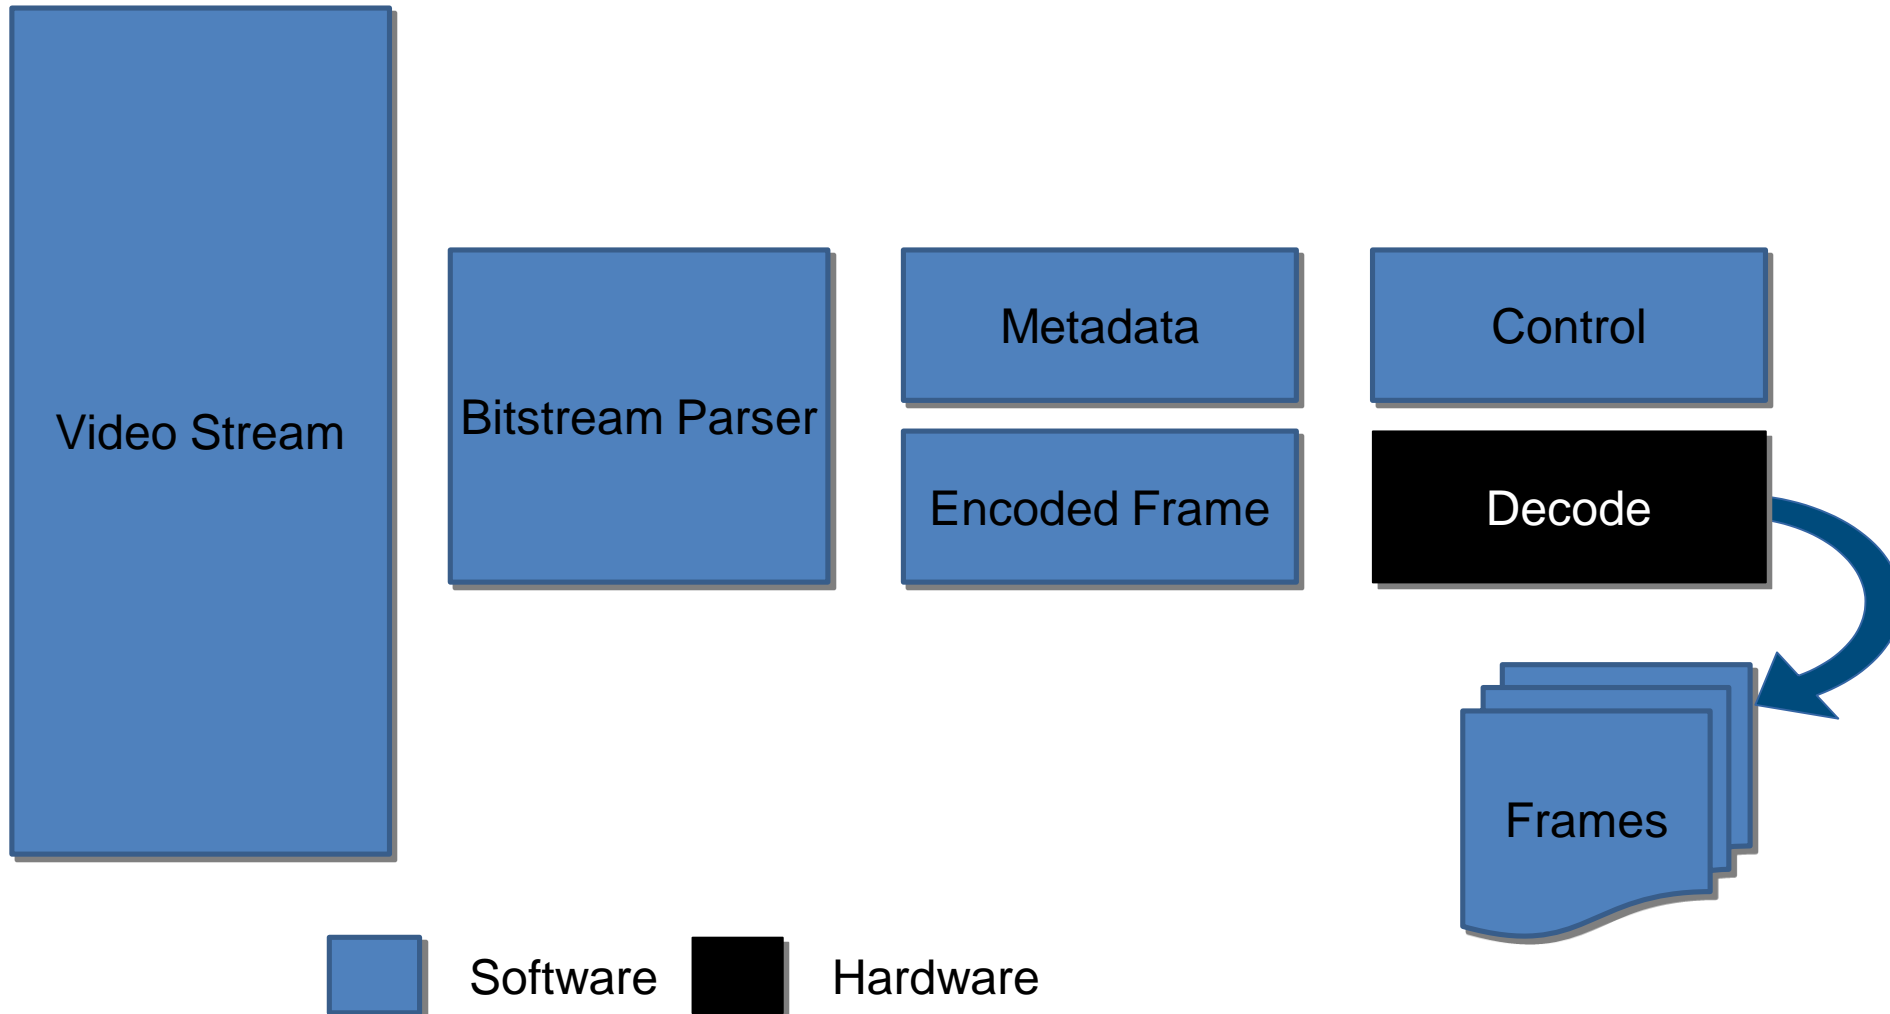 Video Stream
Bitstream Parser
Metadata
Encoded Frame
Control
Decode
Frames
Software
Hardware